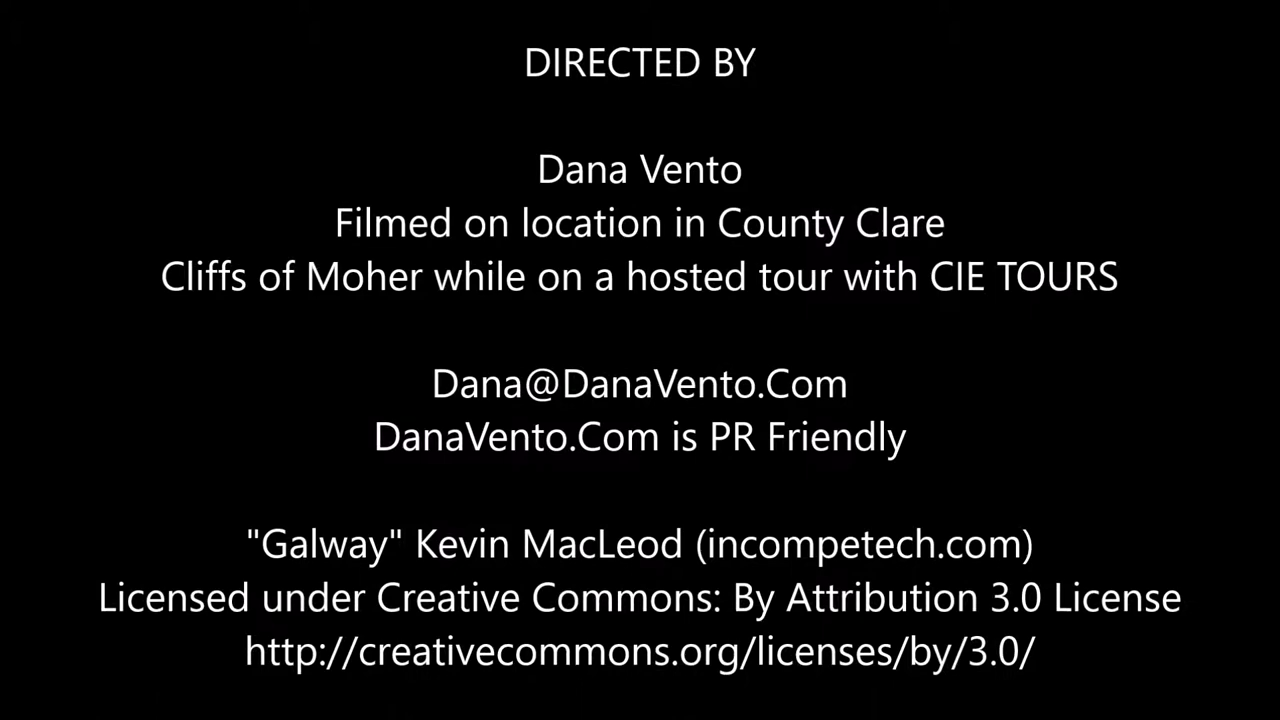 DIRECTED BY
Dana Vento
Filmed on location in County Clare
Cliffs of Moher while on a hosted tour with CIE TOURS
Dana@DanaVento.Com
DanaVento.Com is PR Friendly
"Galway" Kevin MacLeod (incompetech.com)
Licensed under Creative Commons: By Attribution 3.0 License
http://creativecommons.org/licenses/by/3.0/